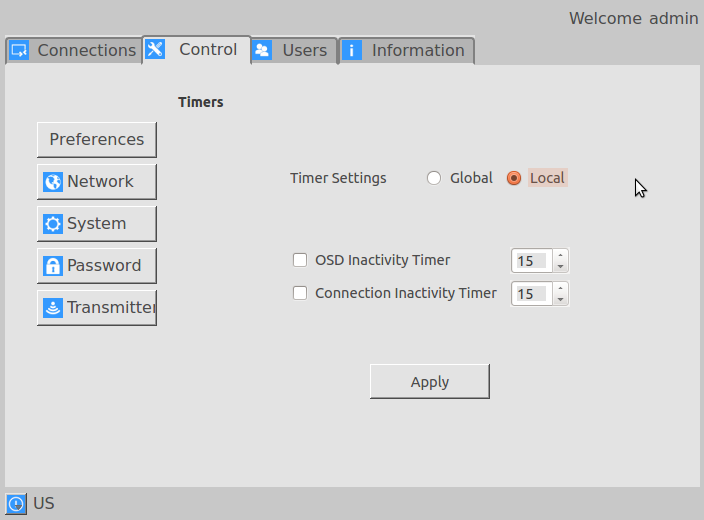 Welcome admin
Connections Control Users Information
Timers
Preferences
Network
System
Password
Transmitter
Timer Settings Global Local
OSD Inactivity Timer 15
Connection Inactivity Timer 15
Apply
US